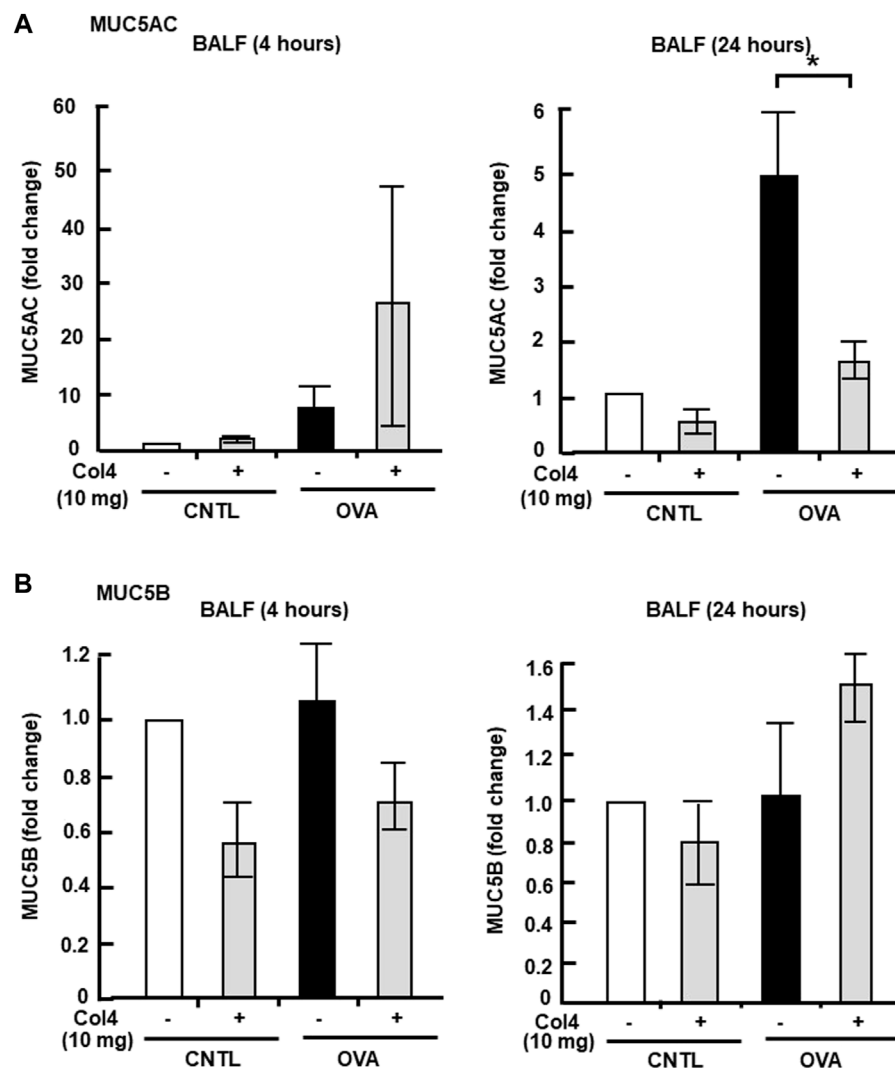 A
MUC5AC
BALF (4 hours)
BALF (24 hours)
*
MUC5AC (fold change)
60
50
40
30
20
10
0
MUC5AC (fold change)
6
5
4
3
2
1
0
Col4 - + - +
(10 mg)
CNTL OVA
Col4 - + - +
(10 mg)
CNTL OVA
B
MUC5B
BALF (4 hours)
BALF (24 hours)
MUC5B (fold change)
1.2
1.0
0.8
0.6
0.4
0.2
0
MUC5B (fold change)
1.6
1.4
1.2
1.0
0.8
0.6
0.4
0.2
0
Col4 - + - +
(10 mg)
CNTL OVA
Col4 - + - +
(10 mg)
CNTL OVA